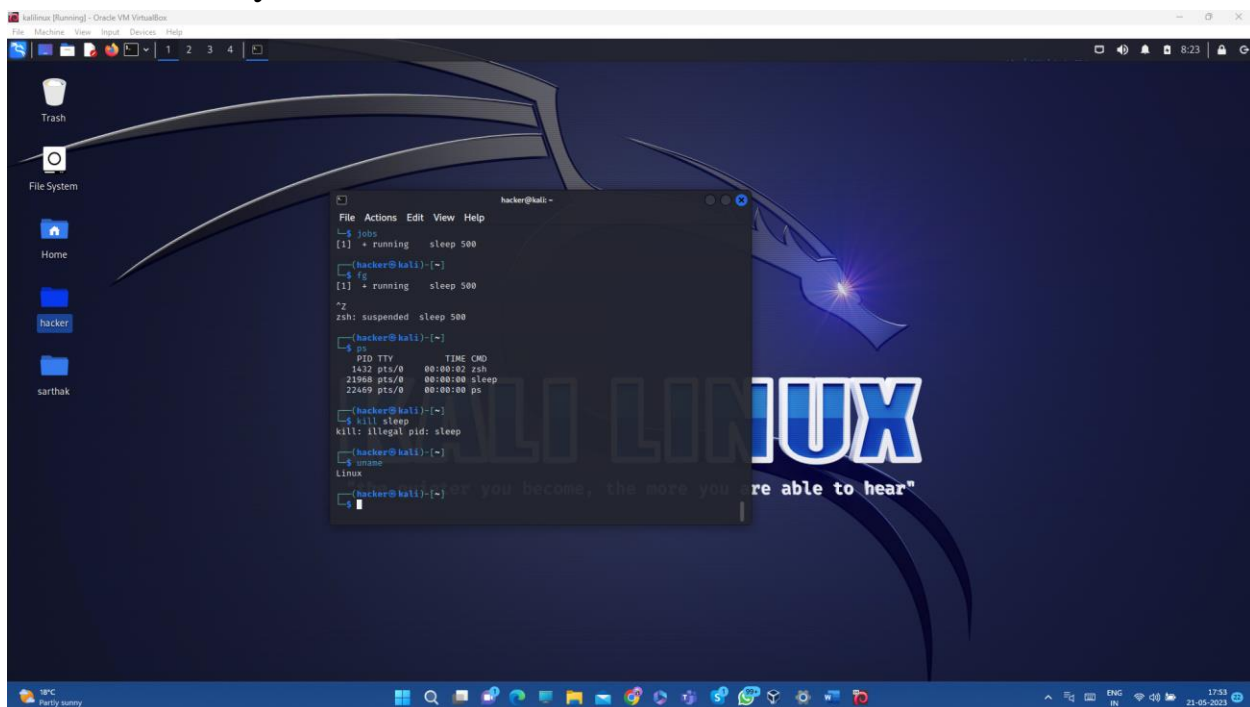 kalilinux [Running] - Oracle VM VirtualBox
File Machine View Input Devices Help
1 2 3 4
8:23
Trash
File System
Home
hacker
sarthak
hacker@kali: ~
File Actions Edit View Help
└─$ jobs
[1] + running sleep 500
┌──(hacker㉿kali)-[~]
└─$ fg
[1] + running sleep 500
^Z
zsh: suspended sleep 500
┌──(hacker㉿kali)-[~]
└─$ ps
PID TTY TIME CMD
1432 pts/0 00:00:02 zsh
21968 pts/0 00:00:00 sleep
22469 pts/0 00:00:00 ps
┌──(hacker㉿kali)-[~]
└─$ kill sleep
kill: illegal pid: sleep
┌──(hacker㉿kali)-[~]
└─$ uname
Linux
┌──(hacker㉿kali)-[~]
└─$
KALI LINUX
"the quieter you become, the more you are able to hear"
18°C
Partly sunny
99+
ENG
IN
17:53
21-05-2023